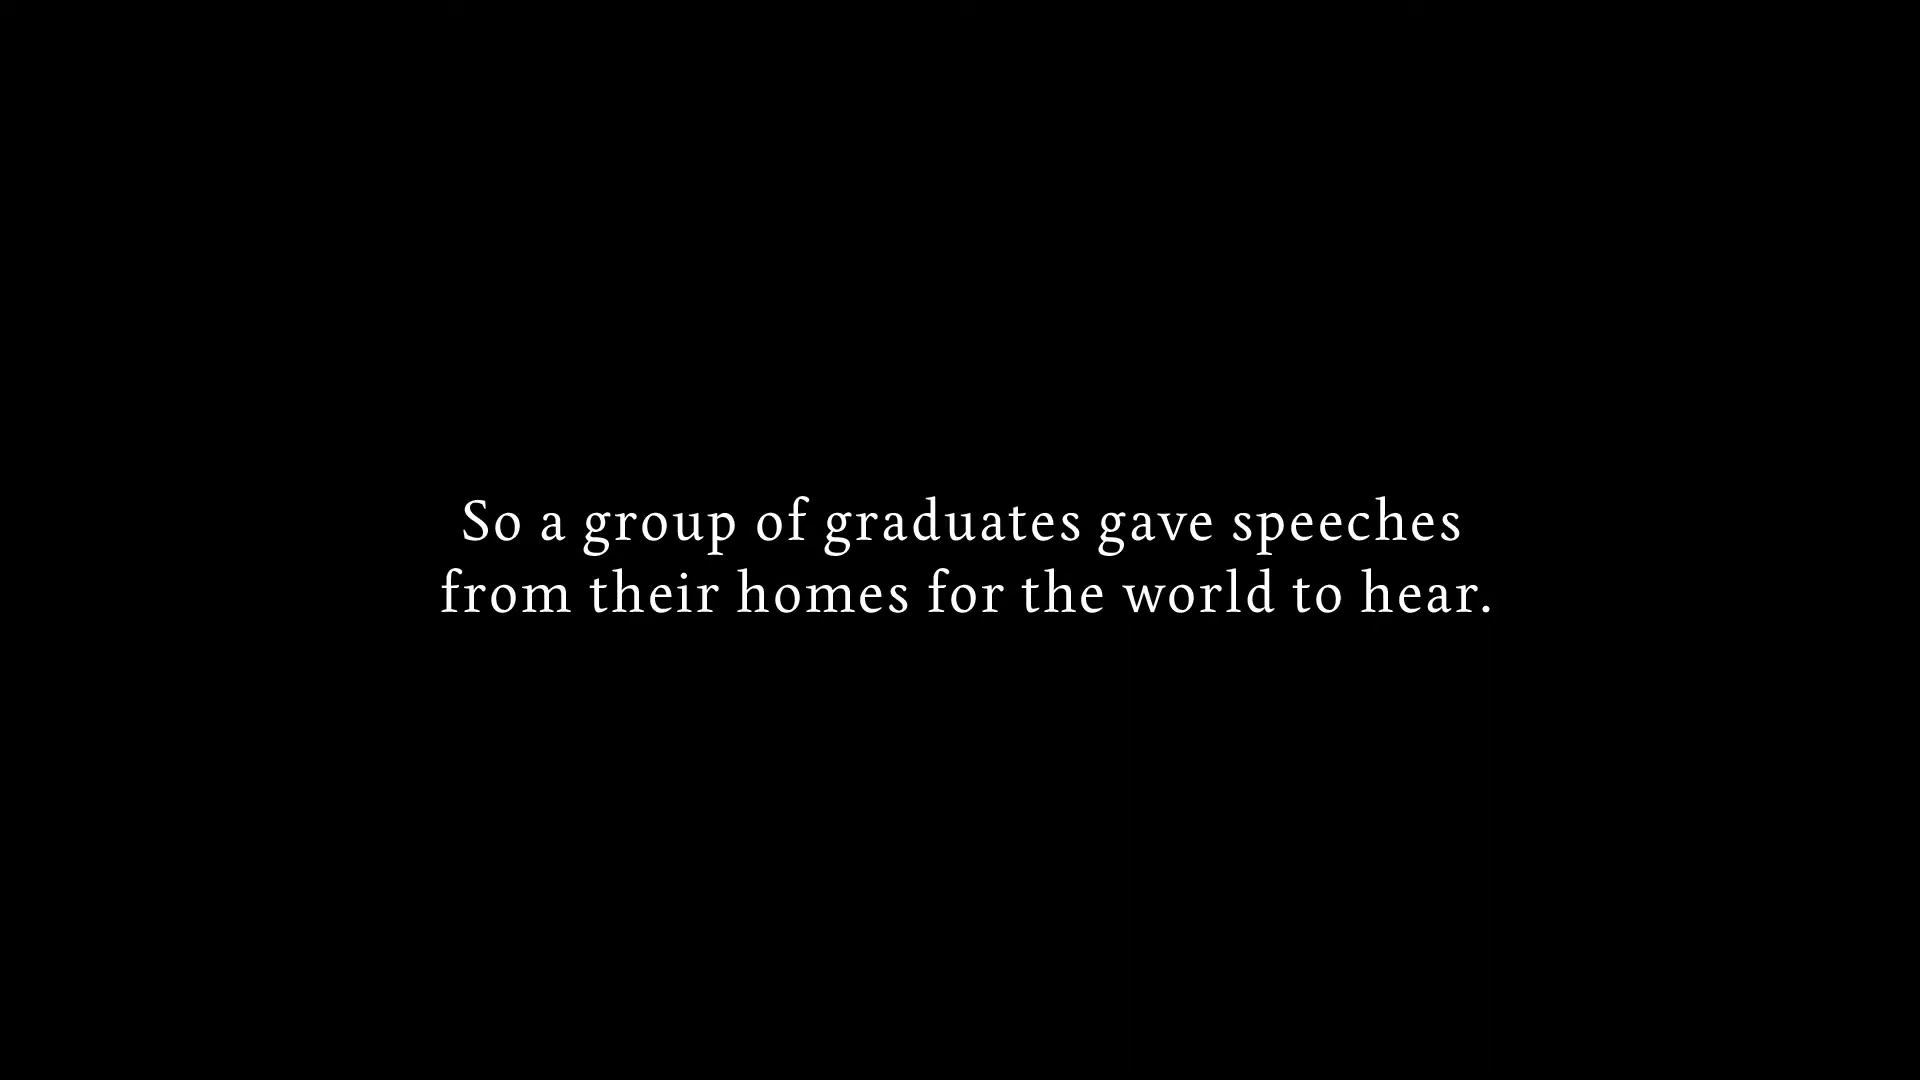 So a group of graduates gave speeches
from their homes for the world to hear.